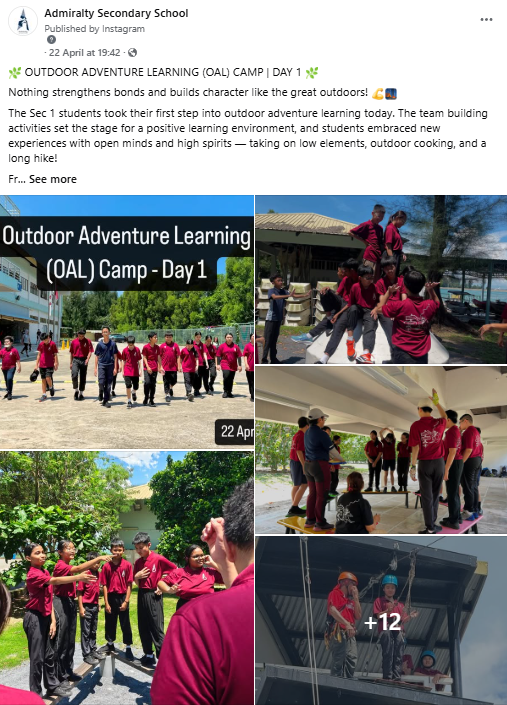 Admiralty Secondary School
Published by Instagram
· 22 April at 19:42 ·
OUTDOOR ADVENTURE LEARNING (OAL) CAMP | DAY 1
Nothing strengthens bonds and builds character like the great outdoors!
The Sec 1 students took their first step into outdoor adventure learning today. The team building
activities set the stage for a positive learning environment, and students embraced new
experiences with open minds and high spirits — taking on low elements, outdoor cooking, and a
long hike!
Fr... See more
Outdoor Adventure Learning
(OAL) Camp - Day 1
22 Apr
+12